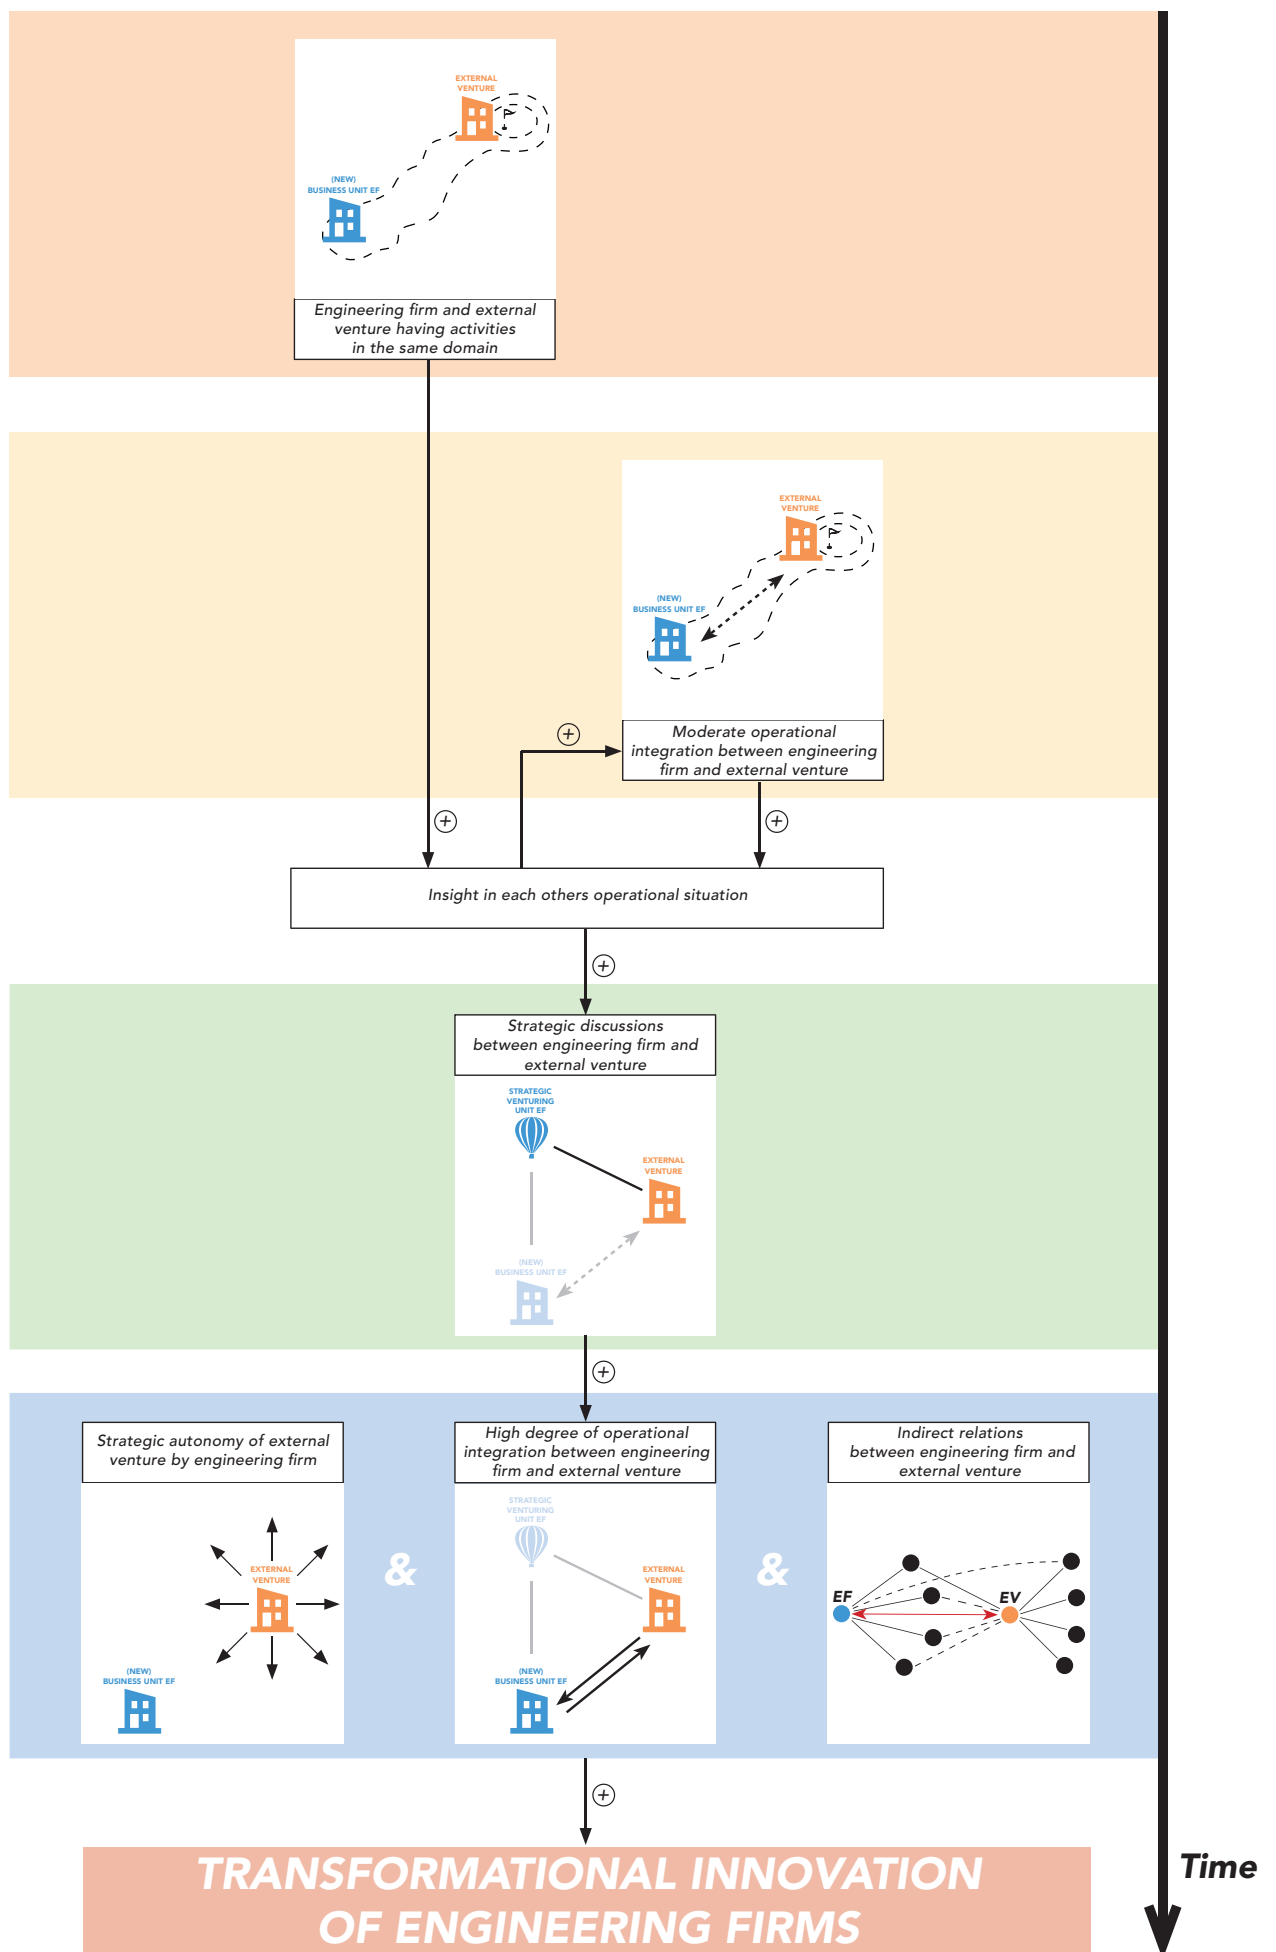 EXTERNAL
VENTURE
(NEW)
BUSINESS UNIT EF
Engineering firm and external
venture having activities
in the same domain
EXTERNAL
VENTURE
(NEW)
BUSINESS UNIT EF
+
Moderate operational
integration between engineering
firm and external venture
+
+
Insight in each others operational situation
+
Strategic discussions
between engineering firm and
external venture
STRATEGIC
VENTURING
UNIT EF
EXTERNAL
VENTURE
(NEW)
BUSINESS UNIT EF
+
Strategic autonomy of external
venture by engineering firm
EXTERNAL
VENTURE
(NEW)
BUSINESS UNIT EF
&
High degree of operational
integration between engineering
firm and external venture
STRATEGIC
VENTURING
UNIT EF
EXTERNAL
VENTURE
(NEW)
BUSINESS UNIT EF
&
Indirect relations
between engineering firm and
external venture
EF
EV
+
TRANSFORMATIONAL INNOVATION
OF ENGINEERING FIRMS
Time